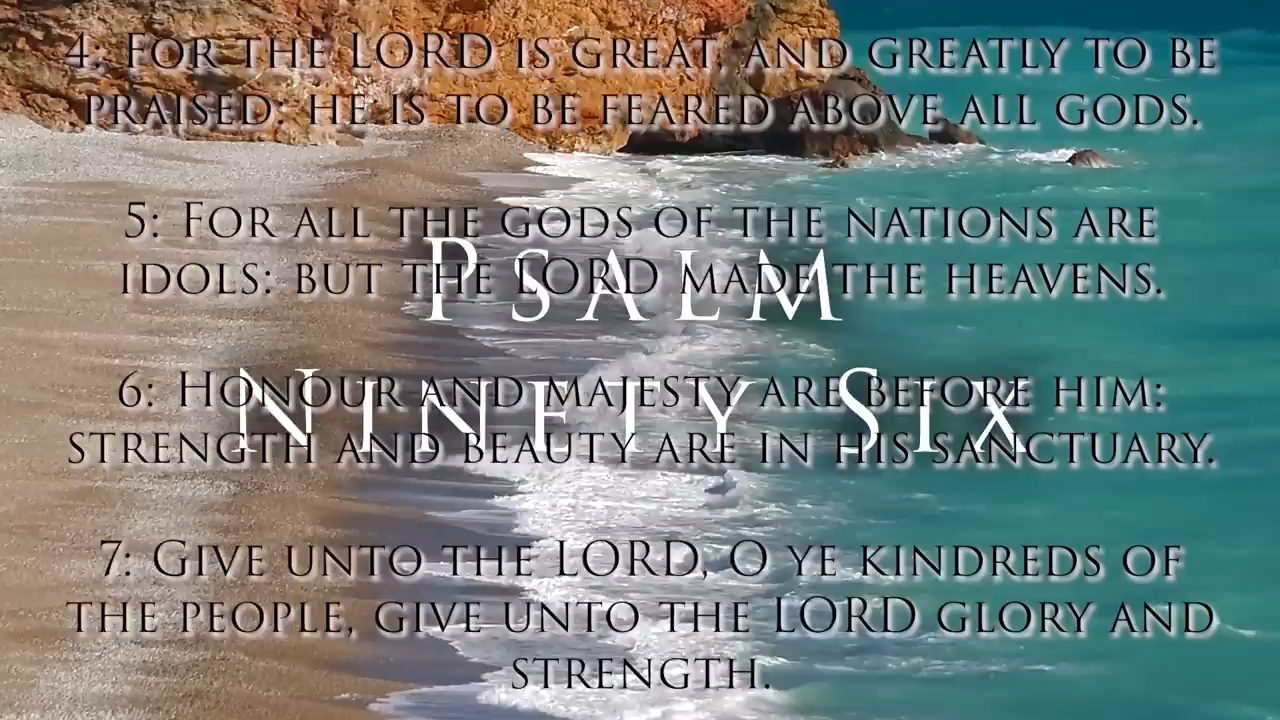 4: For the LORD is great, and greatly to be
praised: he is to be feared above all gods.
5: For all the gods of the nations are
idols: but the LORD made the heavens.
Psalm
6: Honour and majesty are before him:
Ninety Six
strength and beauty are in his sanctuary.
7: Give unto the LORD, O ye kindreds of
the people, give unto the LORD glory and
strength.